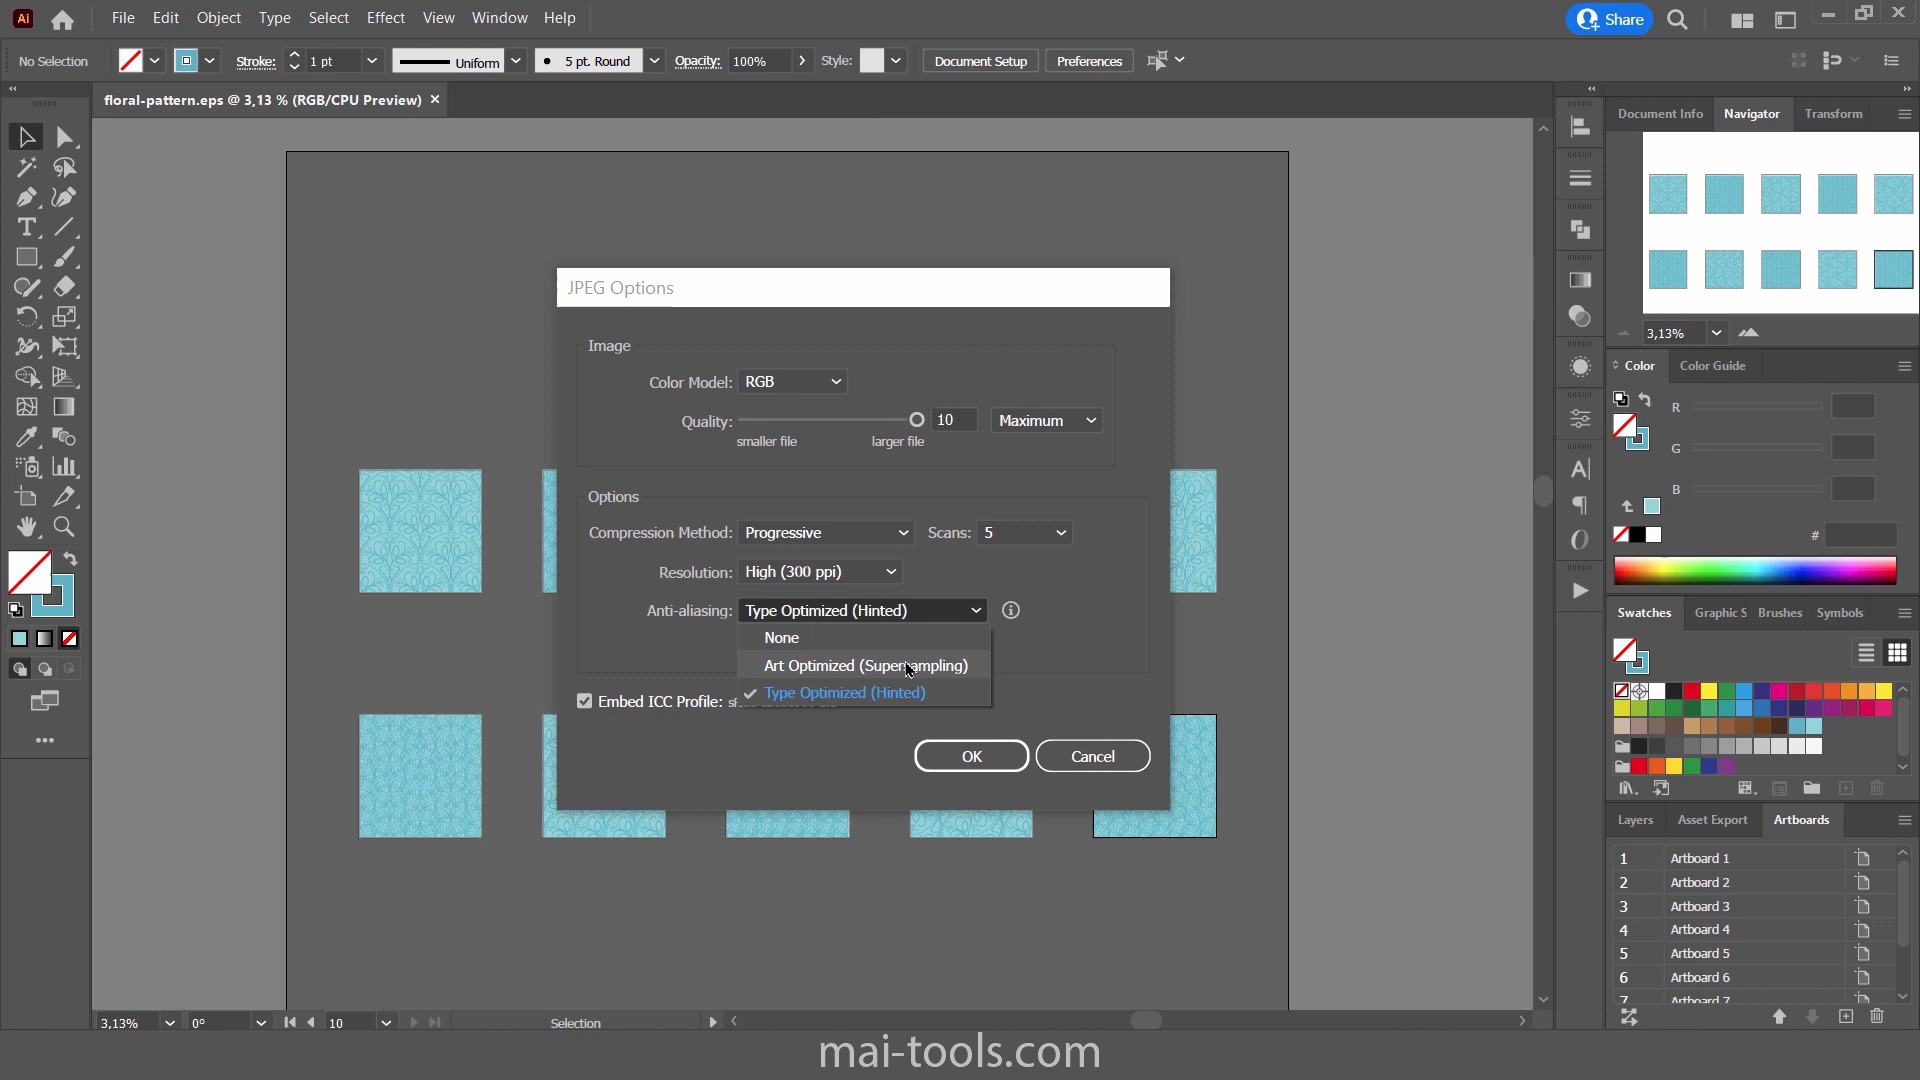 Ai File Edit Object Type Select Effect View Window Help Share
No Selection Stroke: 1 pt Uniform 5 pt. Round Opacity: 100% Style: Document Setup Preferences
floral-pattern.eps @ 3,13 % (RGB/CPU Preview)
Document Info Navigator Transform
3,13%
Color Color Guide
R
G
B
#
JPEG Options
Image
Color Model: RGB
Quality: 10 Maximum
smaller file larger file
Options
Compression Method: Progressive Scans: 5
Resolution: High (300 ppi)
Anti-aliasing: Type Optimized (Hinted)
None
Art Optimized (Supersampling)
Type Optimized (Hinted)
Embed ICC Profile:
OK Cancel
Swatches Graphic S Brushes Symbols
Layers Asset Export Artboards
1 Artboard 1
2 Artboard 2
3 Artboard 3
4 Artboard 4
5 Artboard 5
6 Artboard 6
7 Artboard 7
3,13% 0° 10 Selection
mai-tools.com